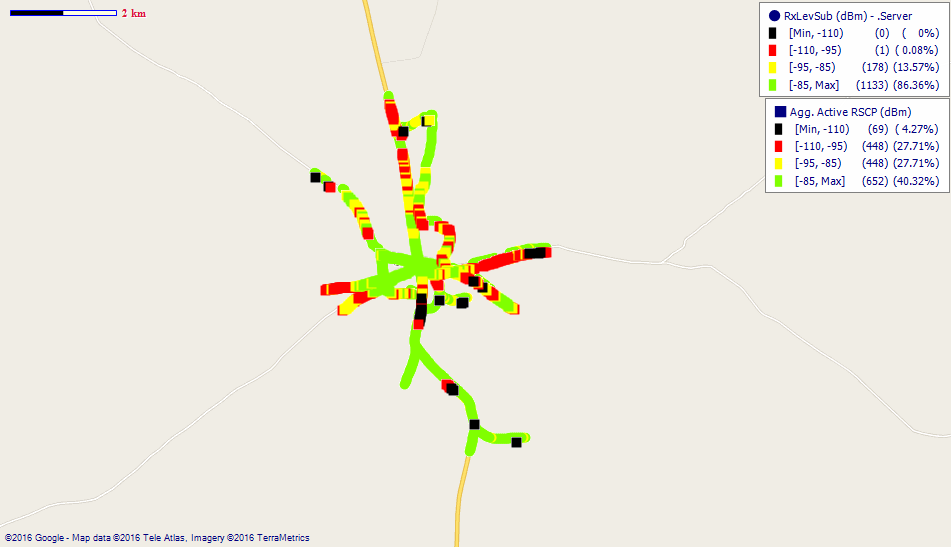 2 km
RxLevSub (dBm) - .Server
[Min, -110) (0) ( 0%)
[-110, -95) (1) ( 0.08%)
[-95, -85) (178) (13.57%)
[-85, Max] (1133) (86.36%)
Agg. Active RSCP (dBm)
[Min, -110) (69) ( 4.27%)
[-110, -95) (448) (27.71%)
[-95, -85) (448) (27.71%)
[-85, Max] (652) (40.32%)
©2016 Google - Map data ©2016 Tele Atlas, Imagery ©2016 TerraMetrics